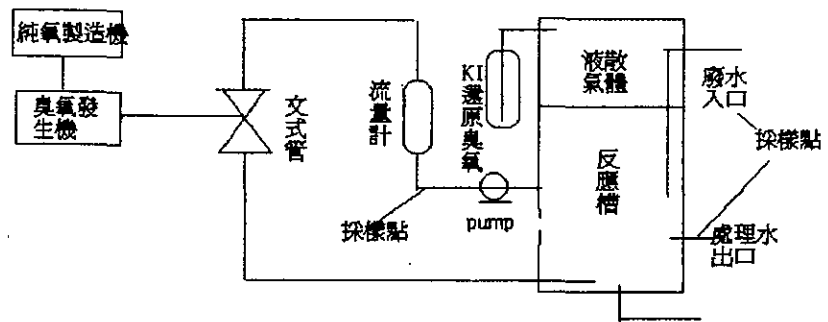 純氧製造機
臭氧發
生機
文式管
流量計
採樣點
KI
還原臭氧
pump
液散
氣體
反應槽
廢水
入口
採樣點
處理水
出口